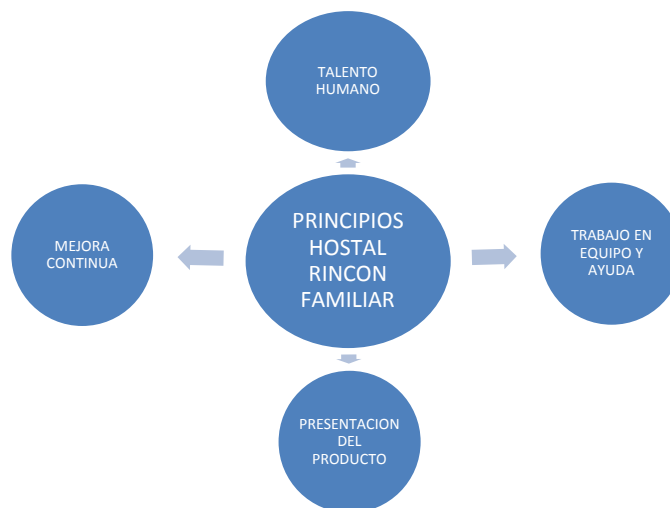 TALENTO
HUMANO
MEJORA
CONTINUA
PRINCIPIOS
HOSTAL
RINCON
FAMILIAR
TRABAJO EN
EQUIPO Y
AYUDA
PRESENTACION
DEL
PRODUCTO